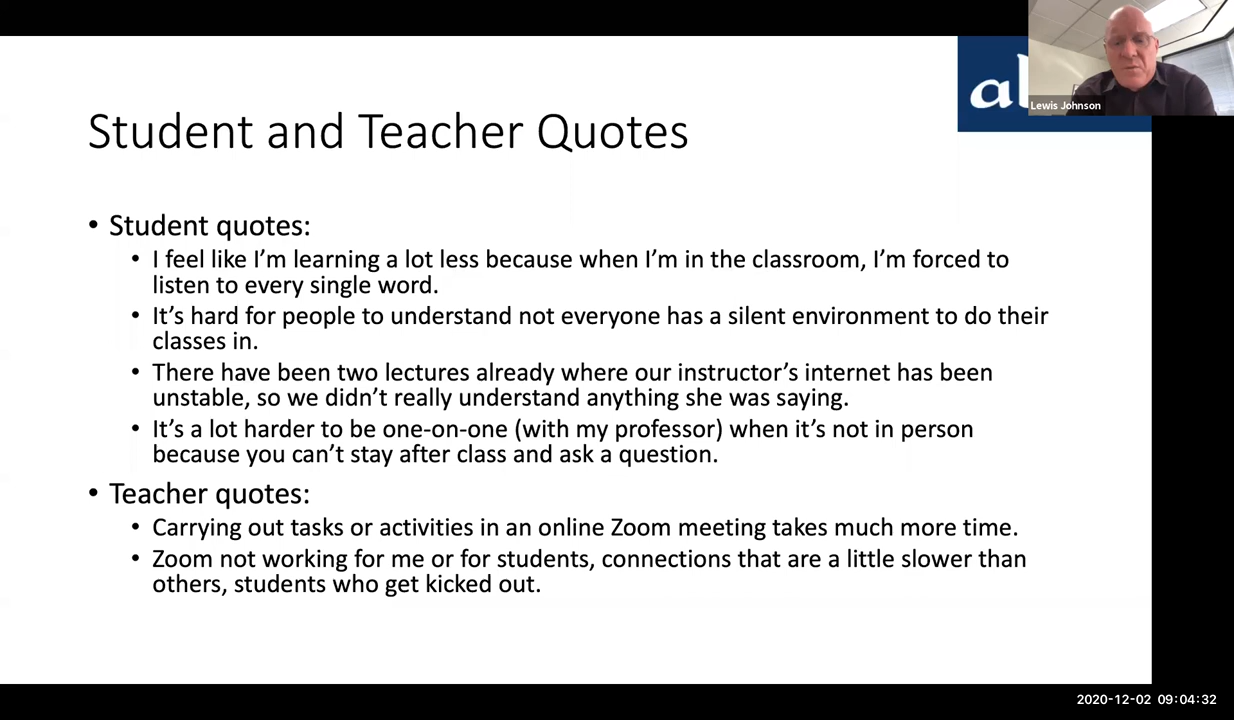 Lewis Johnson
Student and Teacher Quotes
• Student quotes:
• I feel like I’m learning a lot less because when I’m in the classroom, I’m forced to
listen to every single word.
• It’s hard for people to understand not everyone has a silent environment to do their
classes in.
• There have been two lectures already where our instructor’s internet has been
unstable, so we didn’t really understand anything she was saying.
• It’s a lot harder to be one-on-one (with my professor) when it’s not in person
because you can’t stay after class and ask a question.
• Teacher quotes:
• Carrying out tasks or activities in an online Zoom meeting takes much more time.
• Zoom not working for me or for students, connections that are a little slower than
others, students who get kicked out.
2020-12-02 09:04:32